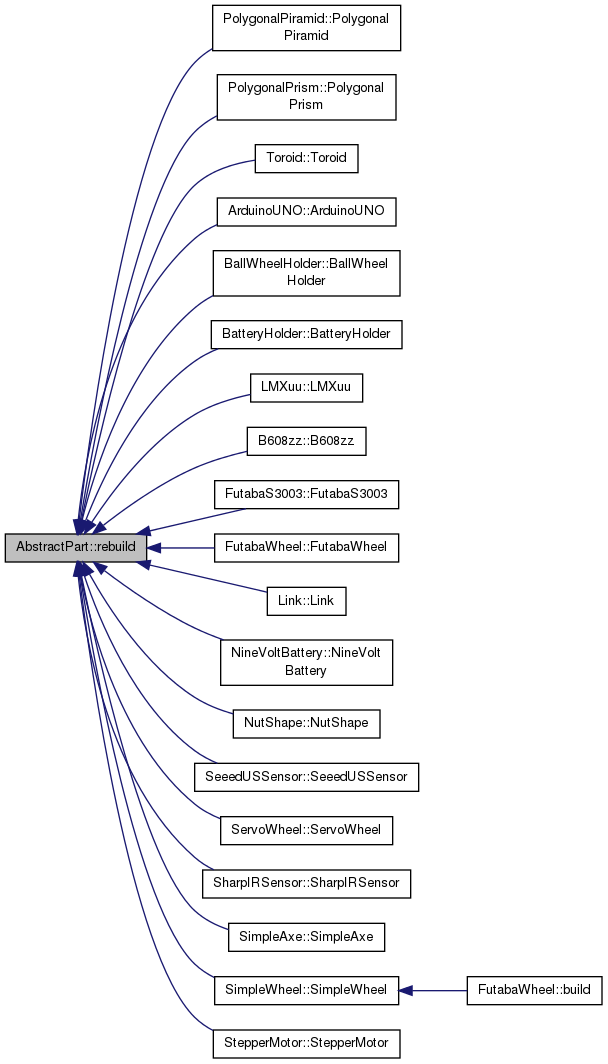 PolygonalPiramid::Polygonal
Piramid
PolygonalPrism::Polygonal
Prism
Toroid::Toroid
ArduinoUNO::ArduinoUNO
BallWheelHolder::BallWheel
Holder
BatteryHolder::BatteryHolder
LMXuu::LMXuu
B608zz::B608zz
FutabaS3003::FutabaS3003
AbstractPart::rebuild
FutabaWheel::FutabaWheel
Link::Link
NineVoltBattery::NineVolt
Battery
NutShape::NutShape
SeeedUSSensor::SeeedUSSensor
ServoWheel::ServoWheel
SharpIRSensor::SharpIRSensor
SimpleAxe::SimpleAxe
SimpleWheel::SimpleWheel
FutabaWheel::build
StepperMotor::StepperMotor